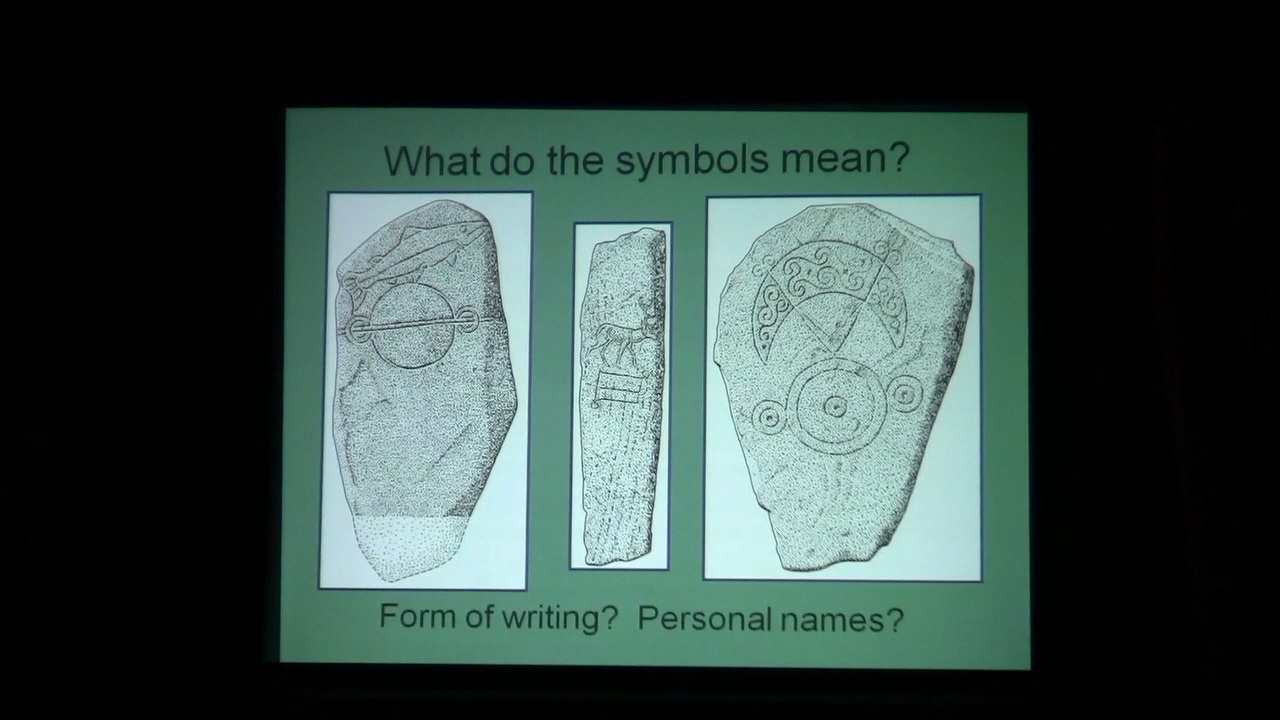 What do the symbols mean?
Form of writing?  Personal names?